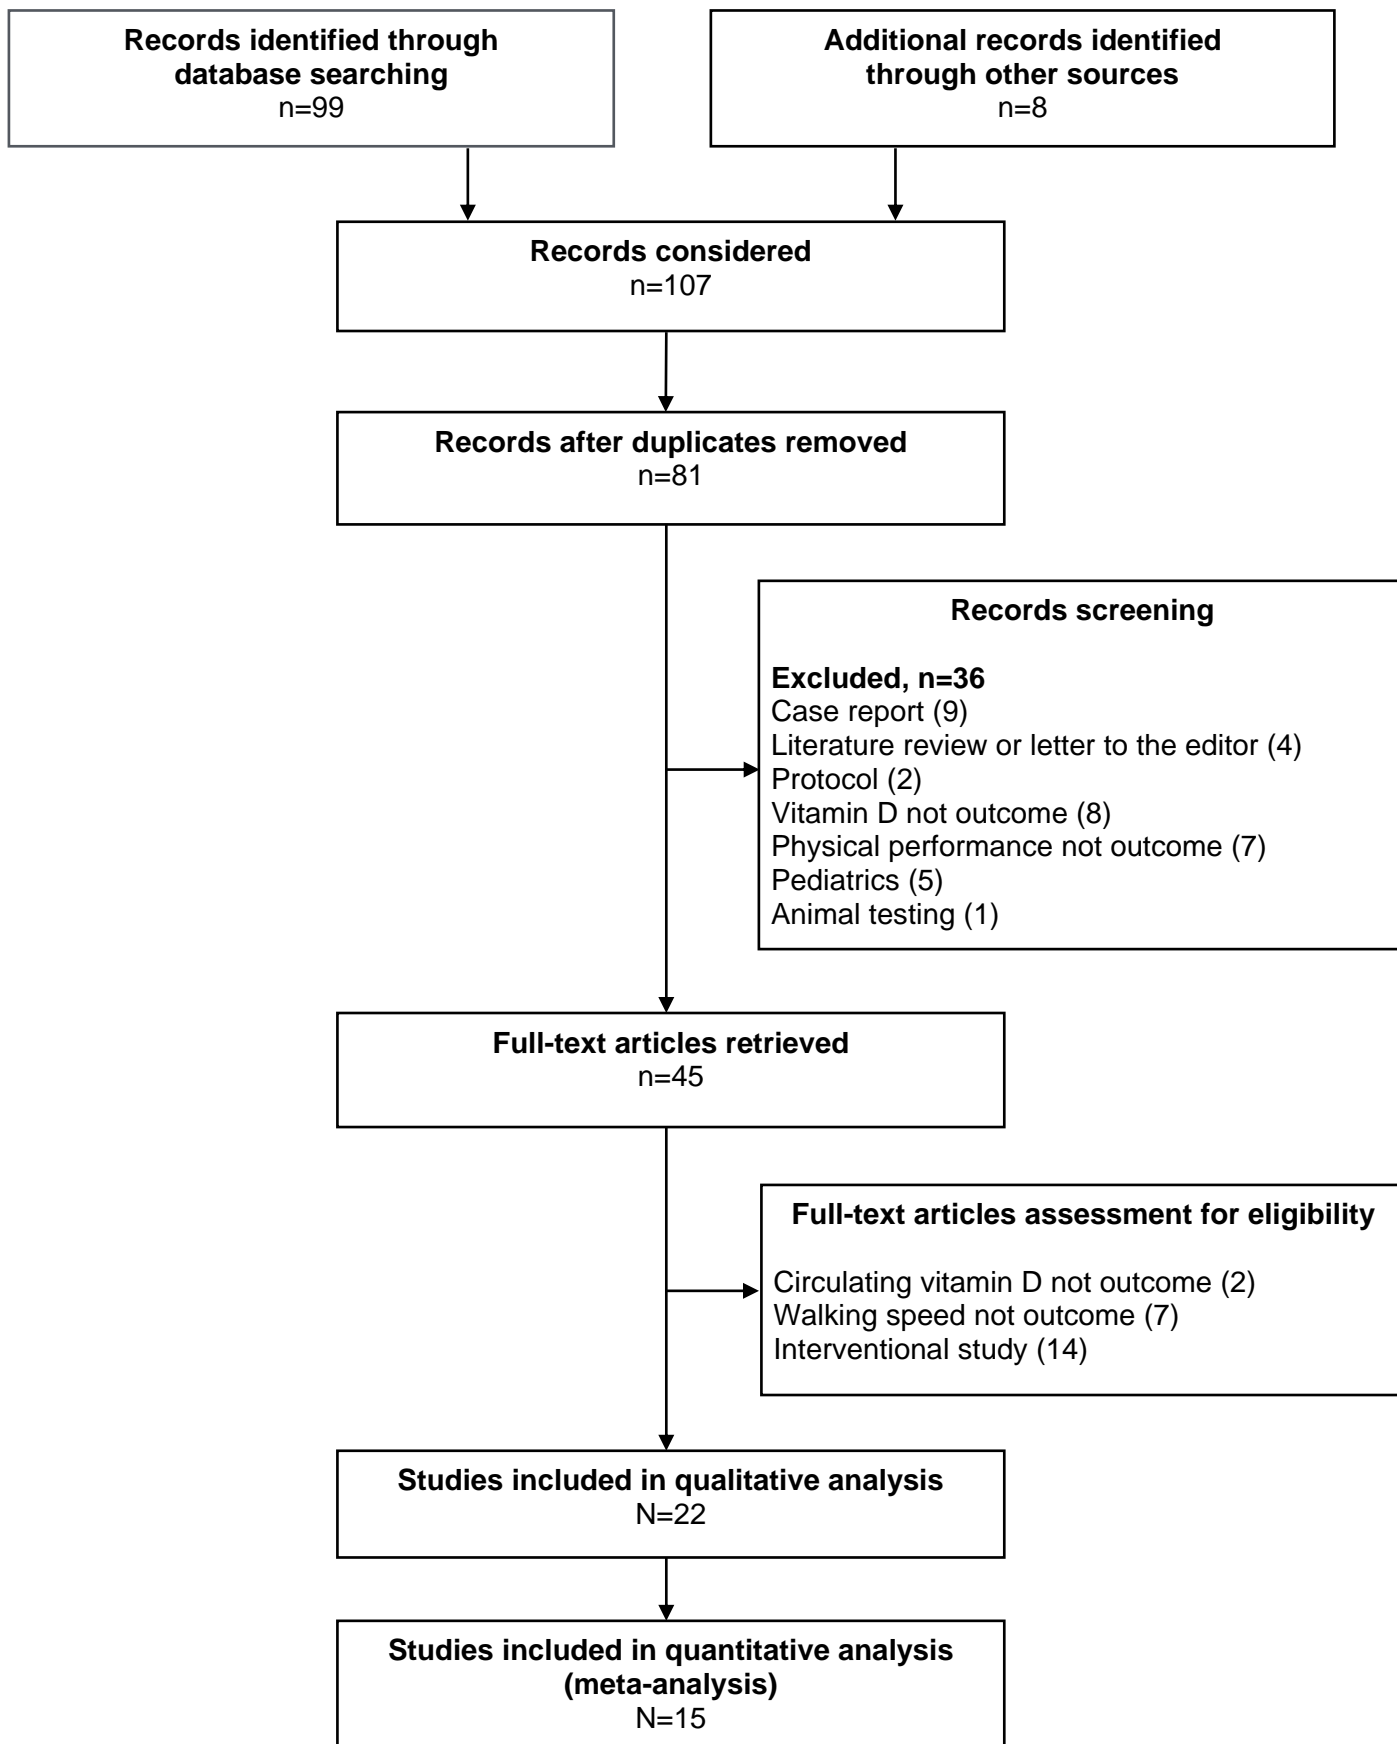 Records identified through
database searching
n=99
Additional records identified
through other sources
n=8
Records considered
n=107
Records after duplicates removed
n=81
Records screening
Excluded, n=36
Case report (9)
Literature review or letter to the editor (4)
Protocol (2)
Vitamin D not outcome (8)
Physical performance not outcome (7)
Pediatrics (5)
Animal testing (1)
Full-text articles retrieved
n=45
Full-text articles assessment for eligibility
Circulating vitamin D not outcome (2)
Walking speed not outcome (7)
Interventional study (14)
Studies included in qualitative analysis
N=22
Studies included in quantitative analysis
(meta-analysis)
N=15